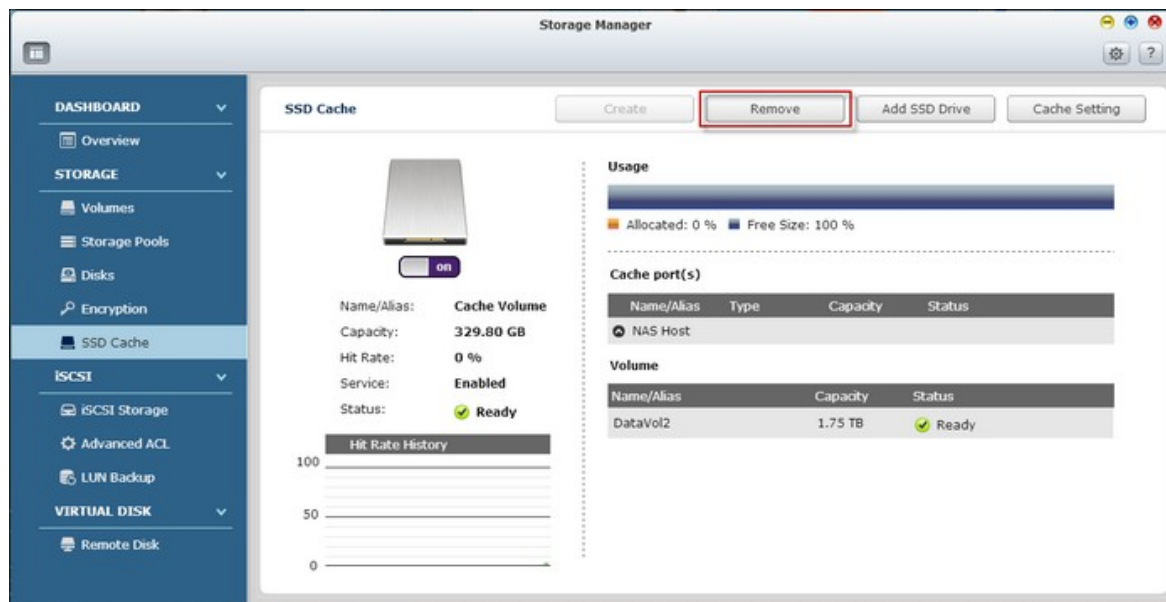 Storage Manager
?
DASHBOARD
Overview
STORAGE
Volumes
Storage Pools
Disks
Encryption
SSD Cache
iSCSI
iSCSI Storage
Advanced ACL
LUN Backup
VIRTUAL DISK
Remote Disk
SSD Cache
Create Remove Add SSD Drive Cache Setting
on
Name/Alias: Cache Volume
Capacity: 329.80 GB
Hit Rate: 0 %
Service: Enabled
Status: Ready
Hit Rate History
100
50
0
Usage
Allocated: 0 % Free Size: 100 %
Cache port(s)
Name/Alias Type Capacity Status
NAS Host
Volume
Name/Alias Capacity Status
DataVol2 1.75 TB Ready